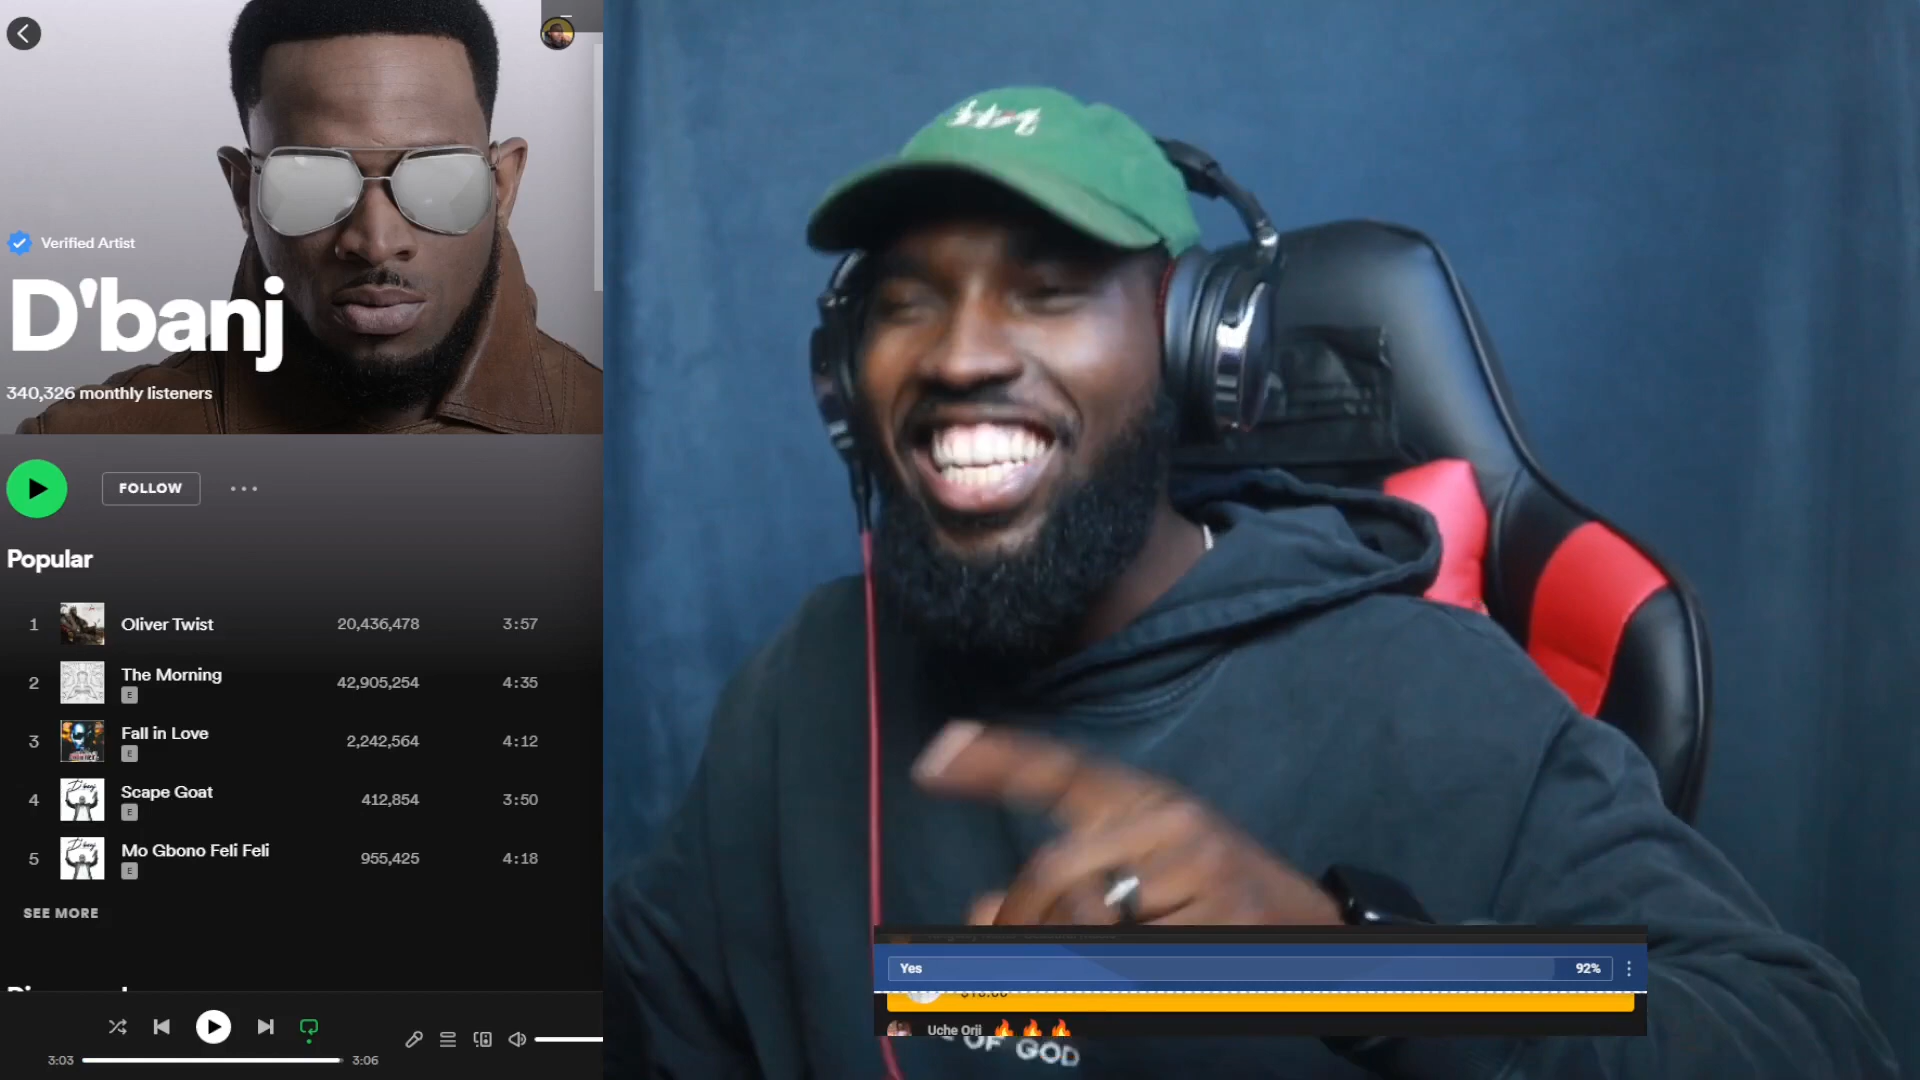 Verified Artist
D'banj
340,326 monthly listeners
FOLLOW
Popular
1 Oliver Twist 20,436,478 3:57
2 The Morning 42,905,254 4:35
E
3 Fall in Love 2,242,564 4:12
E
4 Scape Goat 412,854 3:50
E
5 Mo Gbono Feli Feli 955,425 4:18
E
SEE MORE
3:03 3:06
Yes 92%
Uche Orji
OF GOD